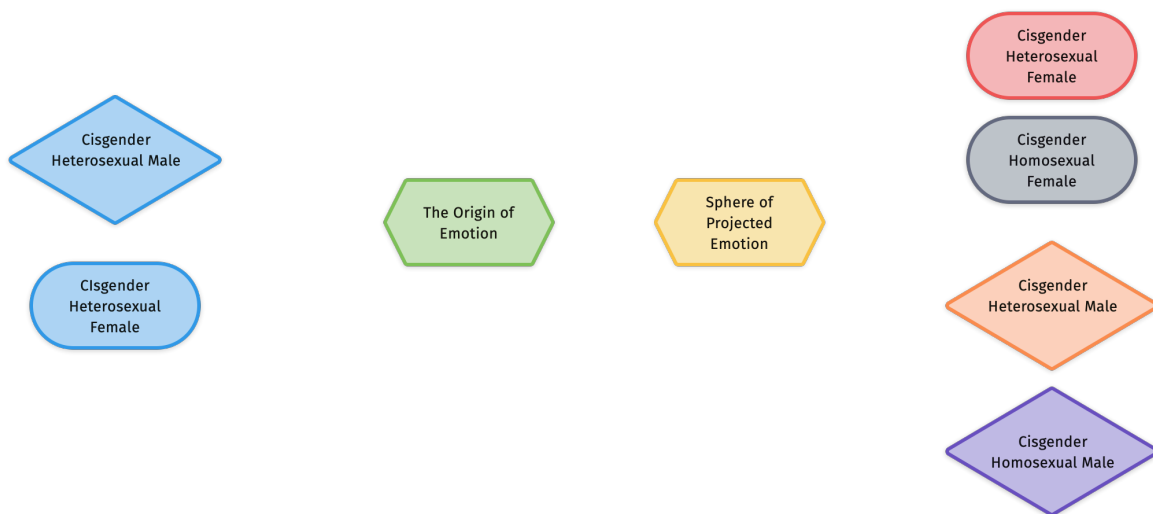 Cisgender
Heterosexual Male
CIsgender
Heterosexual
Female
The Origin of
Emotion
Sphere of
Projected
Emotion
Cisgender
Heterosexual
Female
Cisgender
Homosexual
Female
Cisgender
Heterosexual Male
Cisgender
Homosexual Male